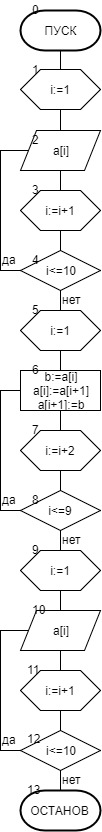 0
ПУСК
1
i:=1
2
a[i]
3
i:=i+1
4
i<=10
да
нет
5
i:=1
6
b:=a[i]
a[i]:=a[i+1]
a[i+1]:=b
7
i:=i+2
8
i<=9
да
нет
9
i:=1
10
a[i]
11
i:=i+1
12
i<=10
да
нет
13
ОСТАНОВ